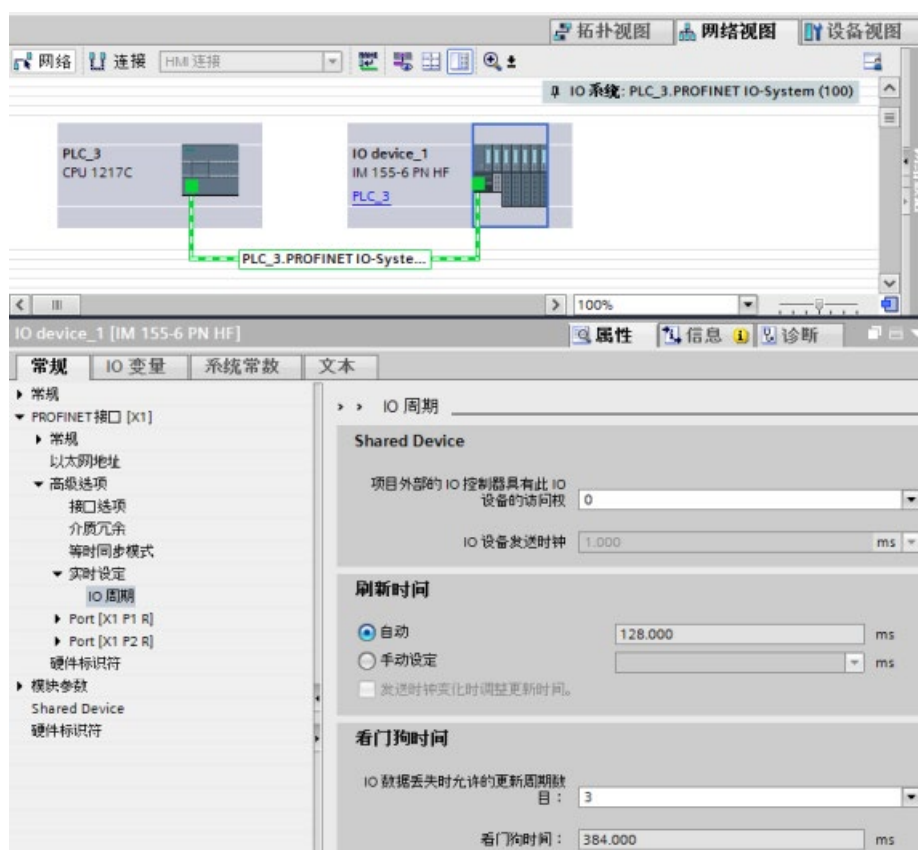 拓扑视图 网络视图 设备视图
网络 连接 HMI 连接
IO 系统: PLC_3.PROFINET IO-System (100)
PLC_3
CPU 1217C
IO device_1
IM 155-6 PN HF
PLC_3
PLC_3.PROFINET IO-Syste...
100%
IO device_1 [IM 155-6 PN HF]
属性 信息 诊断
常规 IO 变量 系统常数 文本
常规
PROFINET接口 [X1]
常规
以太网地址
高级选项
接口选项
介质冗余
等时同步模式
实时设定
IO 周期
Port [X1 P1 R]
Port [X1 P2 R]
硬件标识符
模块参数
Shared Device
硬件标识符
> > IO 周期
Shared Device
项目外部的 IO 控制器具有此 IO
设备的访问权 0
IO 设备发送时钟 1.000 ms
刷新时间
自动 128.000 ms
手动设定 ms
发送时钟变化时调整更新时间。
看门狗时间
IO 数据丢失时允许的更新周期数
目： 3
看门狗时间： 384.000 ms